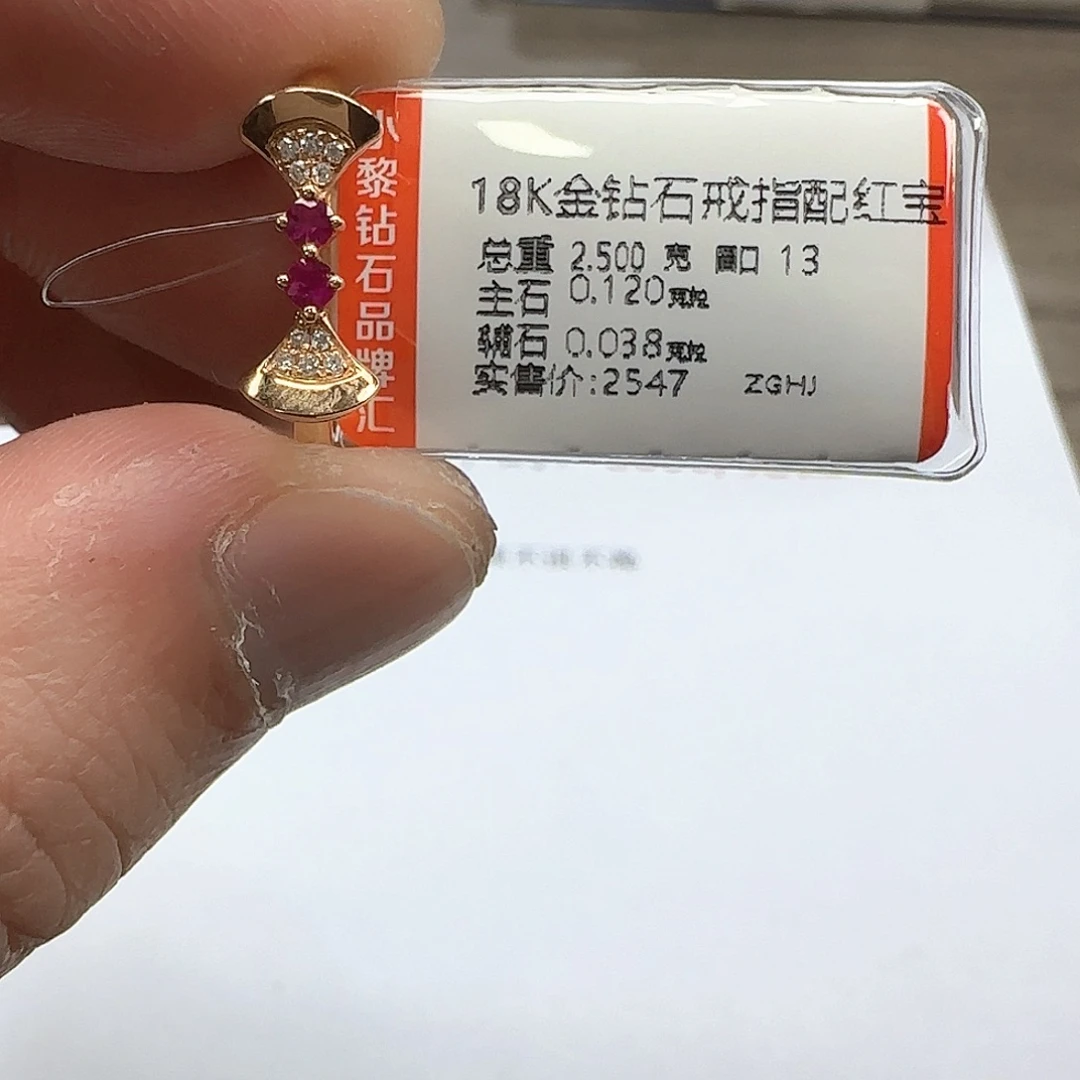 小黎钻石品牌汇
18K金钻石戒指配红宝
总重 2.500 克 圈口 13
主石 0.120克拉
辅石 0.038克拉
实售价:2547 ZGHJ